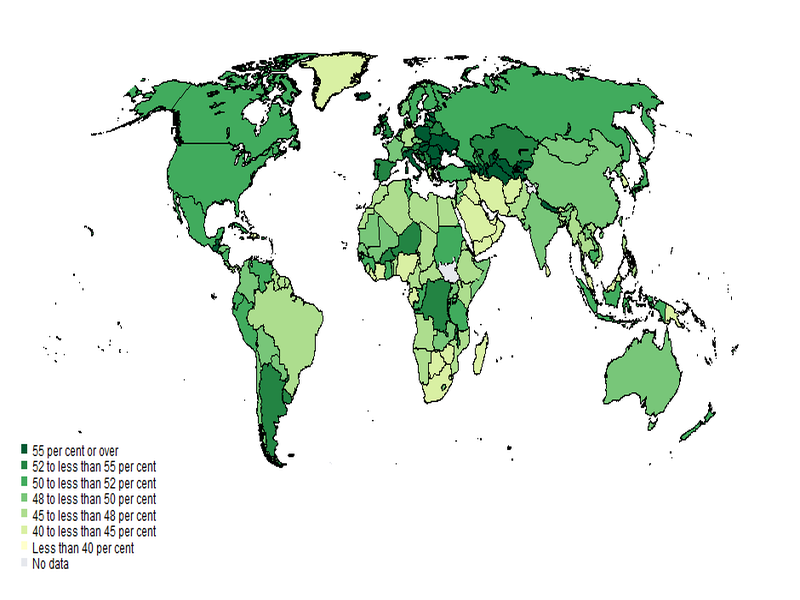 55 per cent or over
52 to less than 55 per cent
50 to less than 52 per cent
48 to less than 50 per cent
45 to less than 48 per cent
40 to less than 45 per cent
Less than 40 per cent
No data